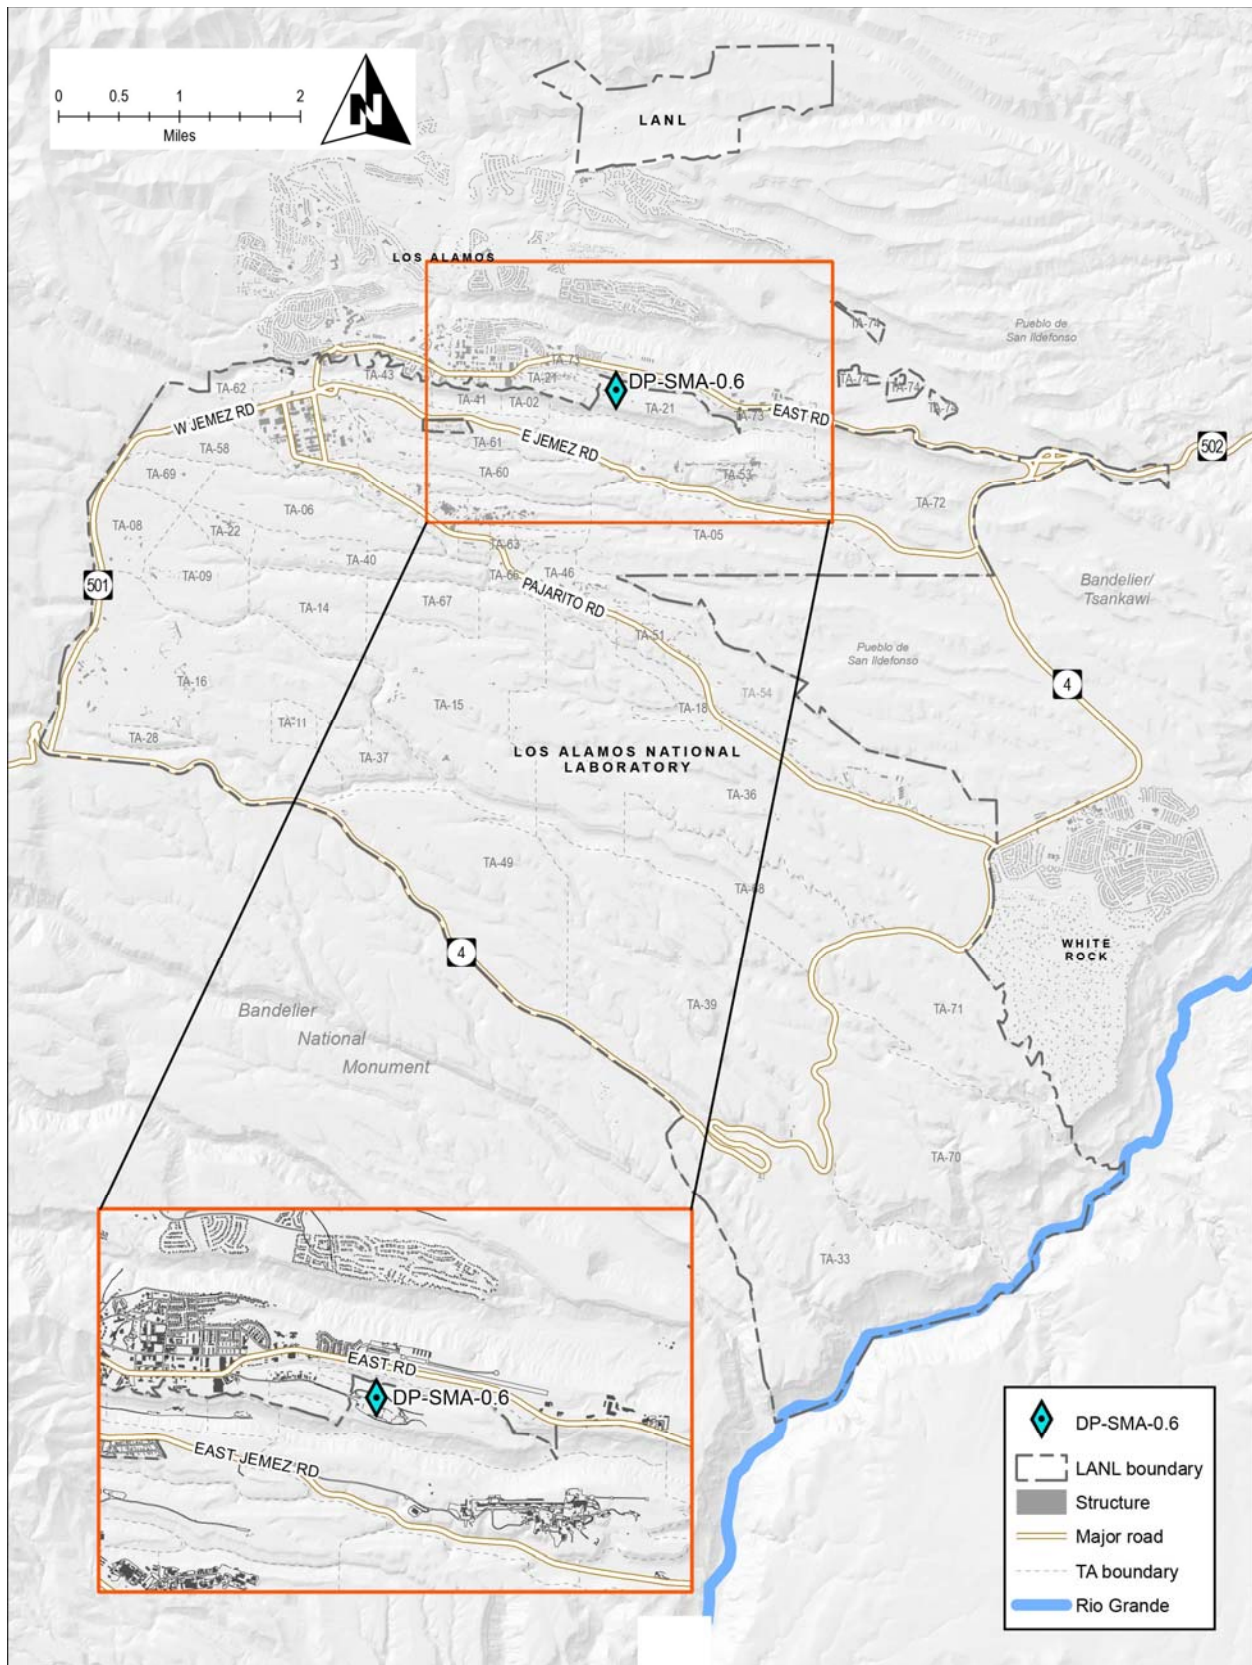 0 0.5 1 2
Miles
N
LANL
LOS ALAMOS
Pueblo de
San Ildefonso
TA-74
TA-73
TA-62
TA-43
TA-21
DP-SMA-0.6
TA-74
TA-74
TA-74
TA-41
TA-02
TA-21
TA-73
EAST RD
W JEMEZ RD
TA-58
TA-61
E JEMEZ RD
502
TA-69
TA-60
TA-53
TA-72
TA-08
TA-06
TA-22
TA-05
TA-63
TA-40
TA-09
TA-66
TA-46
501
Bandelier/
Tsankawi
TA-14
TA-67
PAJARITO RD
TA-51
Pueblo de
San Ildefonso
TA-16
4
TA-54
TA-15
TA-18
TA-11
TA-28
TA-37
LOS ALAMOS NATIONAL
LABORATORY
TA-36
TA-49
TA-68
4
WHITE
ROCK
TA-39
TA-71
Bandelier
National
Monument
TA-70
TA-33
EAST RD
DP-SMA-0.6
EAST JEMEZ RD
DP-SMA-0.6
LANL boundary
Structure
Major road
TA boundary
Rio Grande